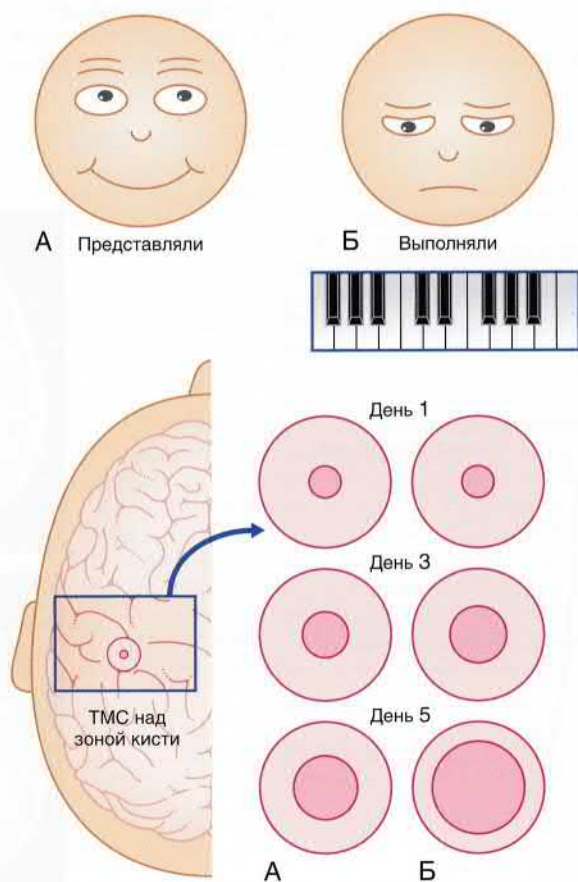 А Представляли
Б Выполняли
День 1
День 3
ТМС над
зоной кисти
День 5
А
Б